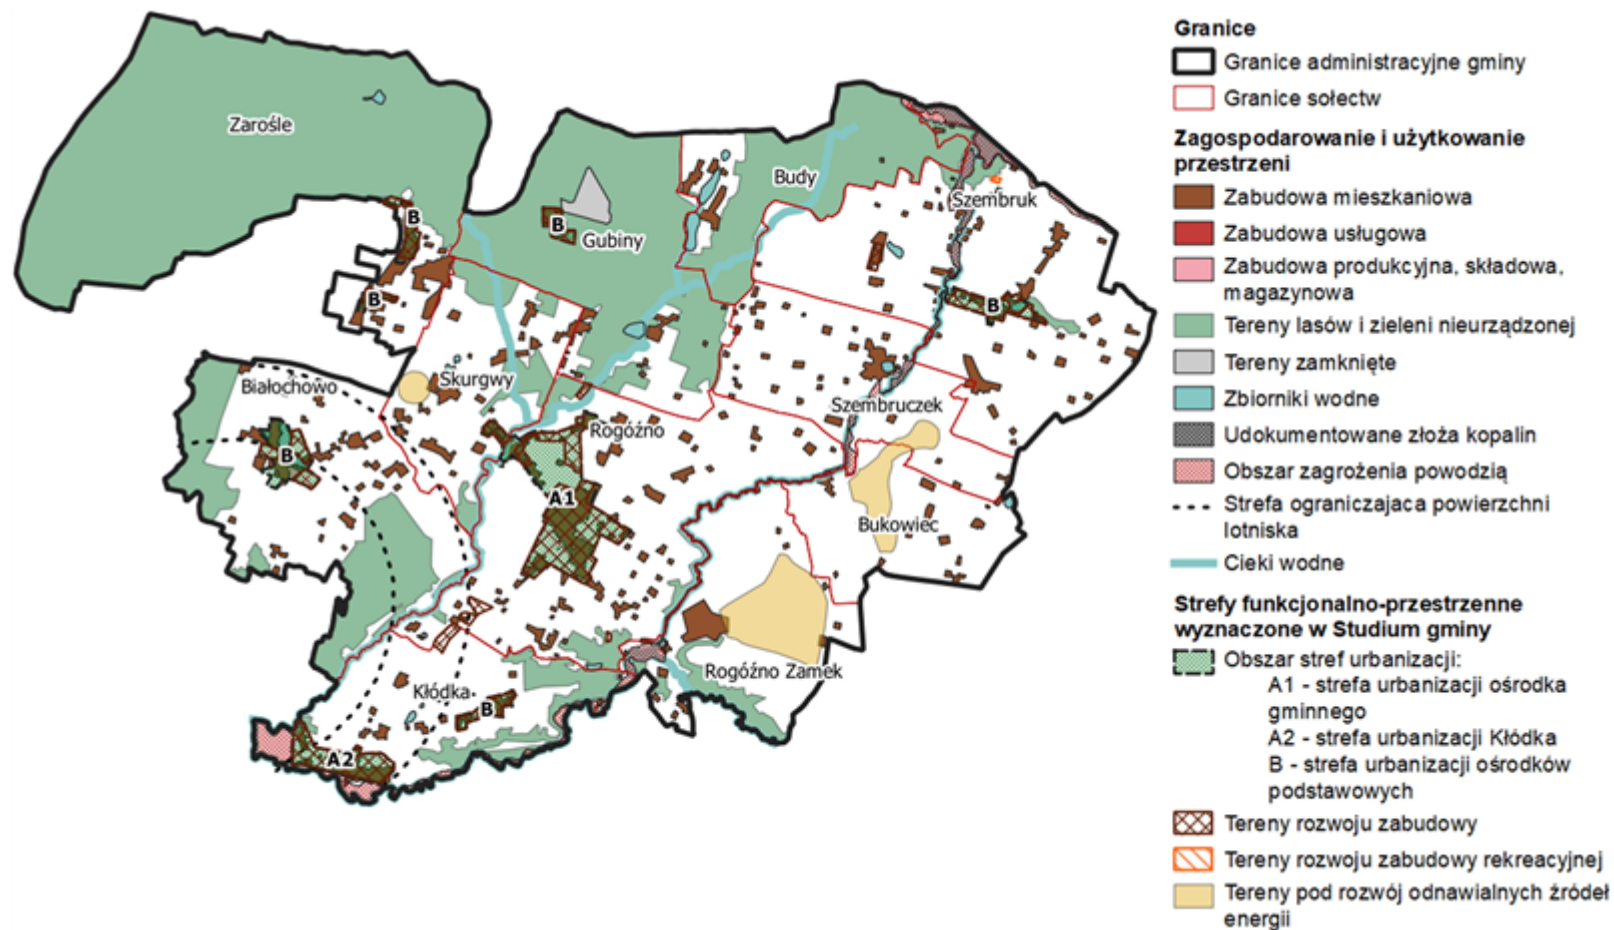 Zarośle
Budy
Szembruk
B
B
Gubiny
B
B
Białochowo
Skurgwy
Szembruczek
Rogóźno
B
A1
Bukowiec
Rogóźno Zamek
Kłódka
B
A2
Granice
Granice administracyjne gminy
Granice sołectw
Zagospodarowanie i użytkowanie
przestrzeni
Zabudowa mieszkaniowa
Zabudowa usługowa
Zabudowa produkcyjna, składowa,
magazynowa
Tereny lasów i zieleni nieurządzonej
Tereny zamknięte
Zbiorniki wodne
Udokumentowane złoża kopalin
Obszar zagrożenia powodzią
Strefa ograniczajaca powierzchni
lotniska
Cieki wodne
Strefy funkcjonalno-przestrzenne
wyznaczone w Studium gminy
Obszar stref urbanizacji:
A1 - strefa urbanizacji ośrodka
gminnego
A2 - strefa urbanizacji Kłódka
B - strefa urbanizacji ośrodków
podstawowych
Tereny rozwoju zabudowy
Tereny rozwoju zabudowy rekreacyjnej
Tereny pod rozwój odnawialnych źródeł
energii